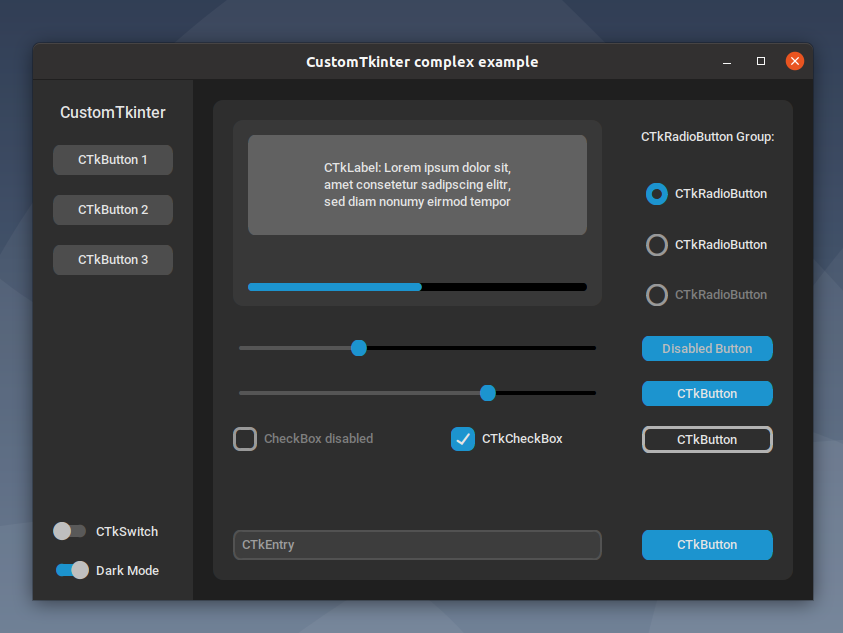 CustomTkinter complex example
CustomTkinter
CTkButton 1
CTkButton 2
CTkButton 3
CTkSwitch
Dark Mode
CTkLabel: Lorem ipsum dolor sit,
amet consetetur sadipscing elitr,
sed diam nonumy eirmod tempor
CheckBox disabled
CTkCheckBox
CTkEntry
CTkRadioButton Group:
CTkRadioButton
CTkRadioButton
CTkRadioButton
Disabled Button
CTkButton
CTkButton
CTkButton